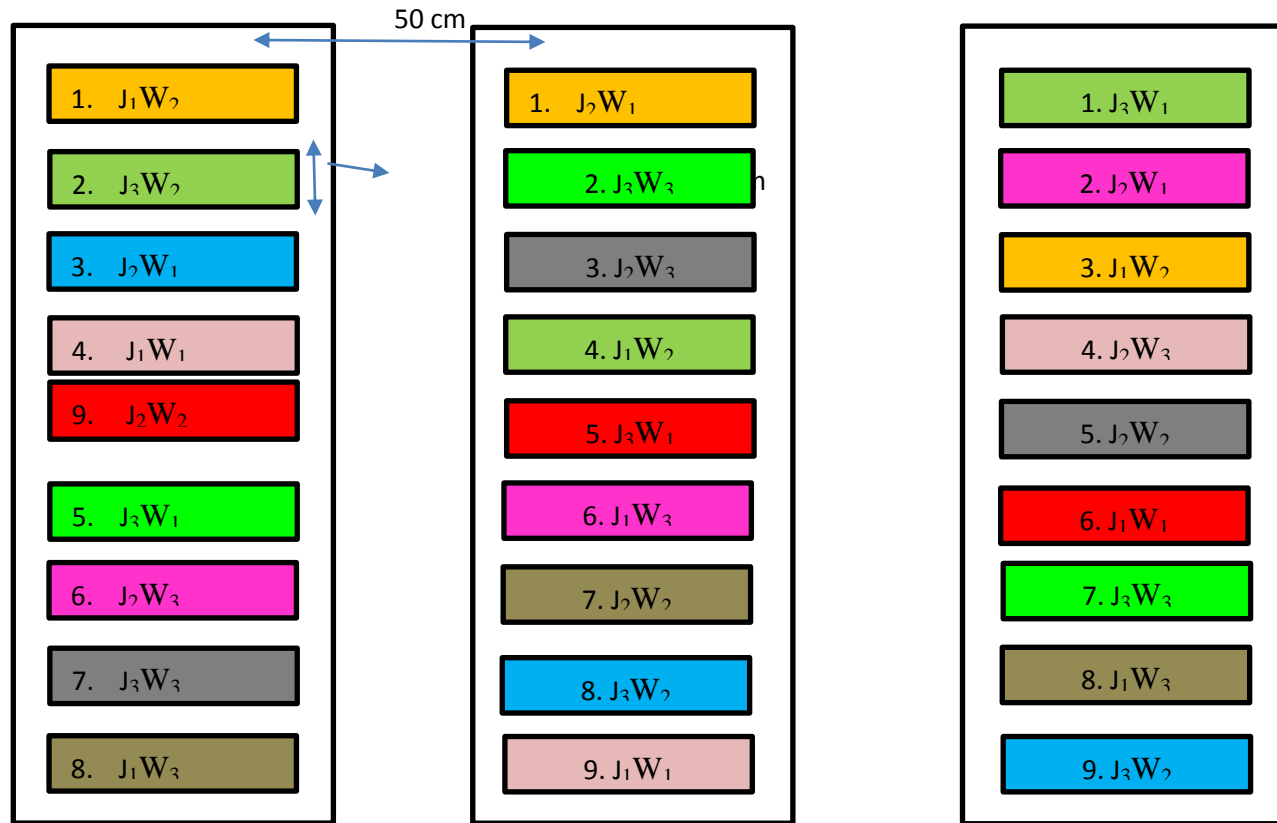 50 cm
1. J₁W₂
2. J₃W₂
3. J₂W₁
4. J₁W₁
9. J₂W₂
5. J₃W₁
6. J₂W₃
7. J₃W₃
8. J₁W₃
1. J₂W₁
2. J₃W₃
3. J₂W₃
4. J₁W₂
5. J₃W₁
6. J₁W₃
7. J₂W₂
8. J₃W₂
9. J₁W₁
1. J₃W₁
2. J₂W₁
3. J₁W₂
4. J₂W₃
5. J₂W₂
6. J₁W₁
7. J₃W₃
8. J₁W₃
9. J₃W₂